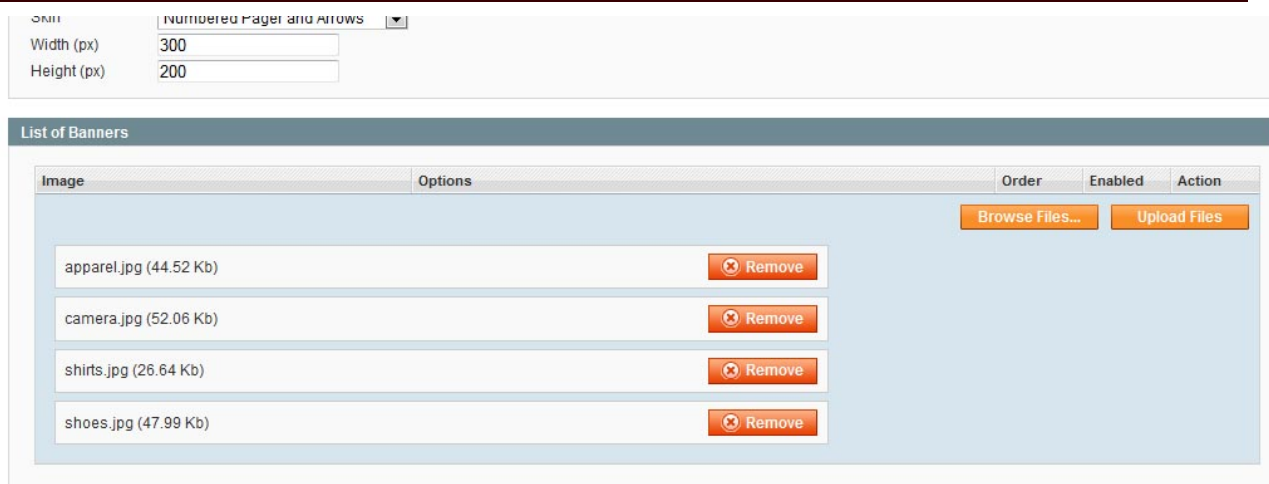 Skin Numbered Pager and Arrows
Width (px) 300
Height (px) 200
List of Banners
Image Options Order Enabled Action
Browse Files... Upload Files
apparel.jpg (44.52 Kb) Remove
camera.jpg (52.06 Kb) Remove
shirts.jpg (26.64 Kb) Remove
shoes.jpg (47.99 Kb) Remove